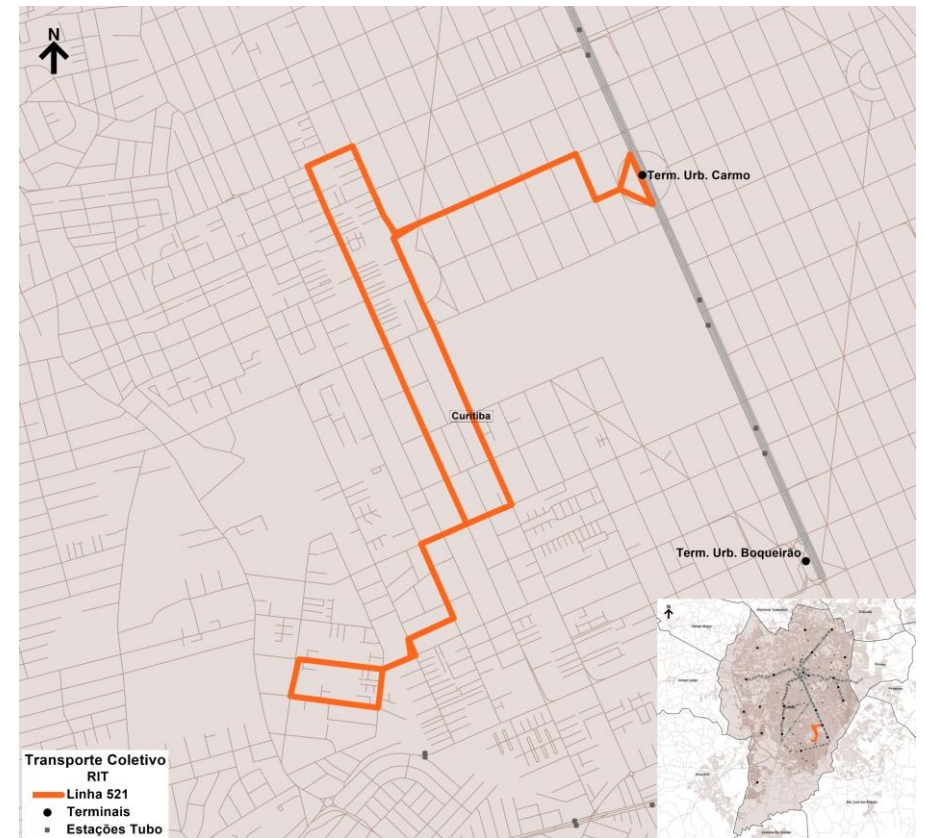 N
Term. Urb. Carmo
Curitiba
Term. Urb. Boqueirão
Transporte Coletivo
RIT
Linha 521
Terminais
Estações Tubo
N